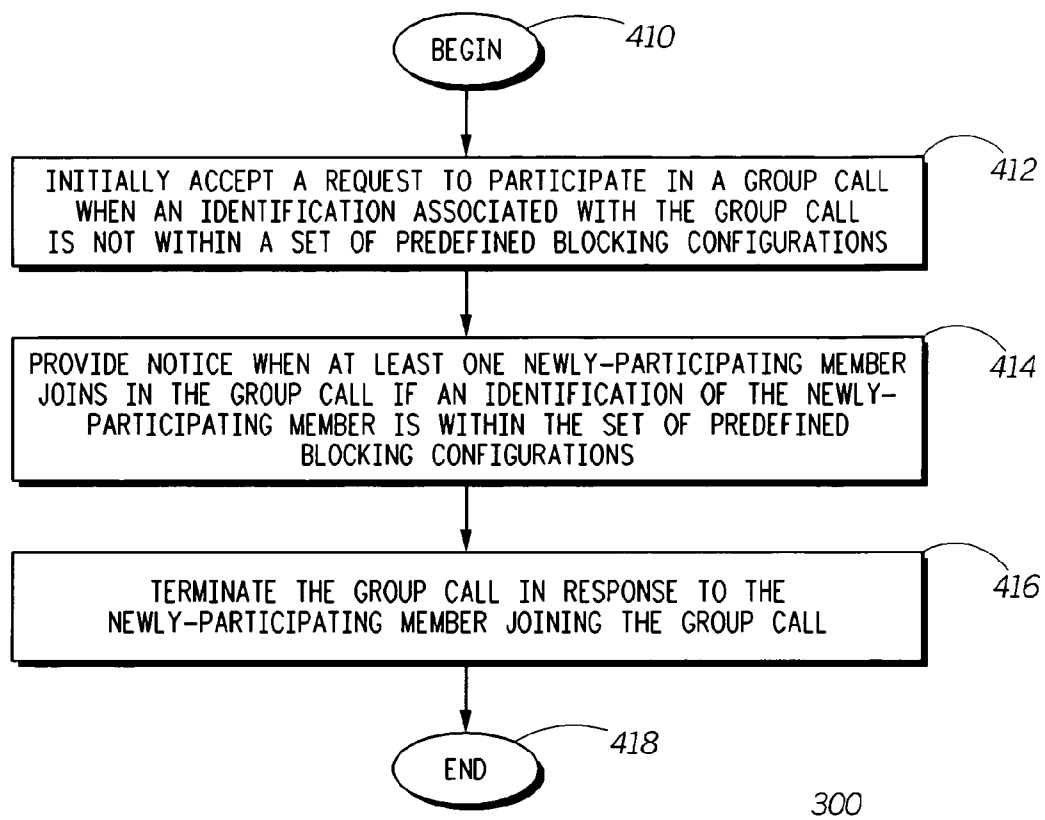 BEGIN
410
INITIALLY ACCEPT A REQUEST TO PARTICIPATE IN A GROUP CALL
WHEN AN IDENTIFICATION ASSOCIATED WITH THE GROUP CALL
IS NOT WITHIN A SET OF PREDEFINED BLOCKING CONFIGURATIONS
412
PROVIDE NOTICE WHEN AT LEAST ONE NEWLY-PARTICIPATING MEMBER
JOINS IN THE GROUP CALL IF AN IDENTIFICATION OF THE NEWLY-
PARTICIPATING MEMBER IS WITHIN THE SET OF PREDEFINED
BLOCKING CONFIGURATIONS
414
TERMINATE THE GROUP CALL IN RESPONSE TO THE
NEWLY-PARTICIPATING MEMBER JOINING THE GROUP CALL
416
END
418
300